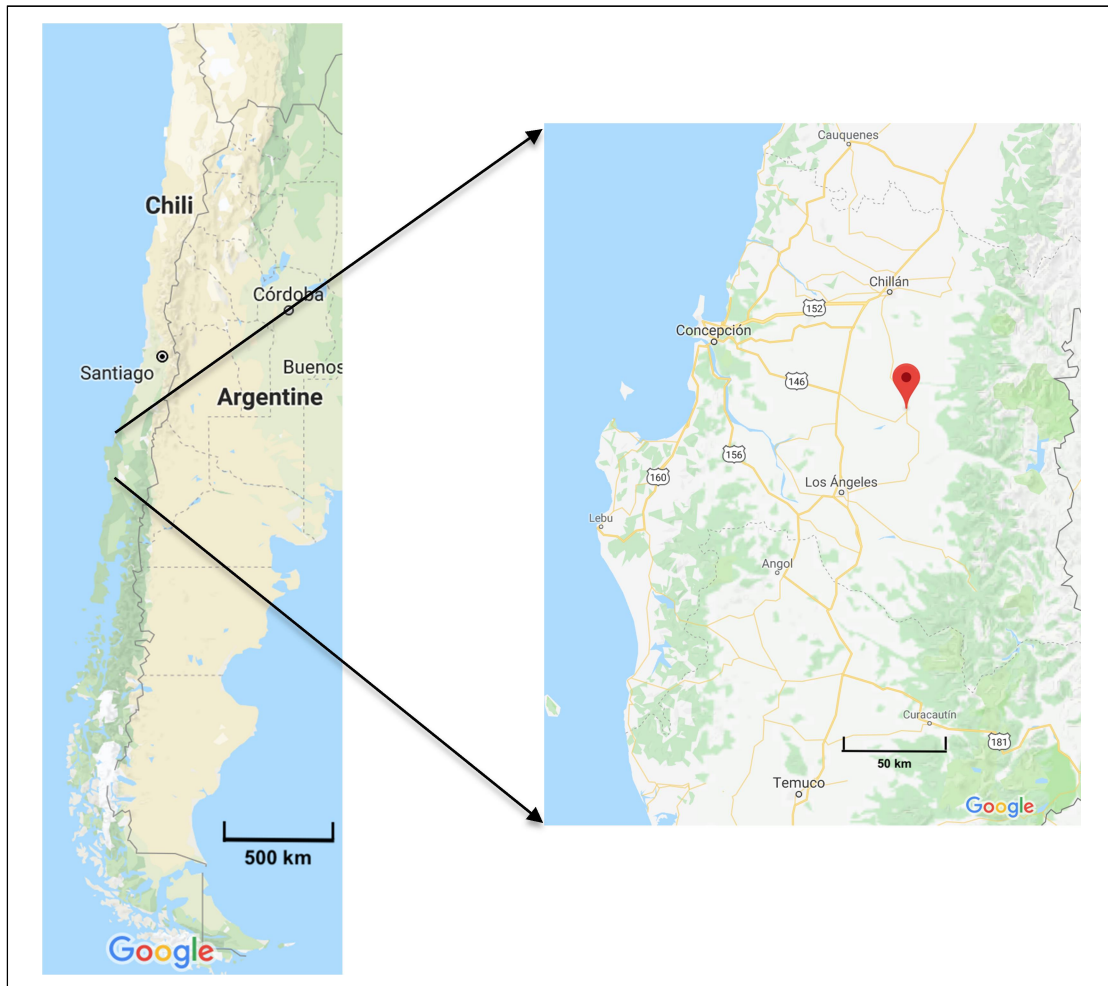 Chili
Córdoba
Santiago
Buenos
Argentine
500 km
Google
Cauquenes
Chillán
152
Concepción
146
156
160
Los Ángeles
Lebu
Angol
Curacautín
181
50 km
Temuco
Google